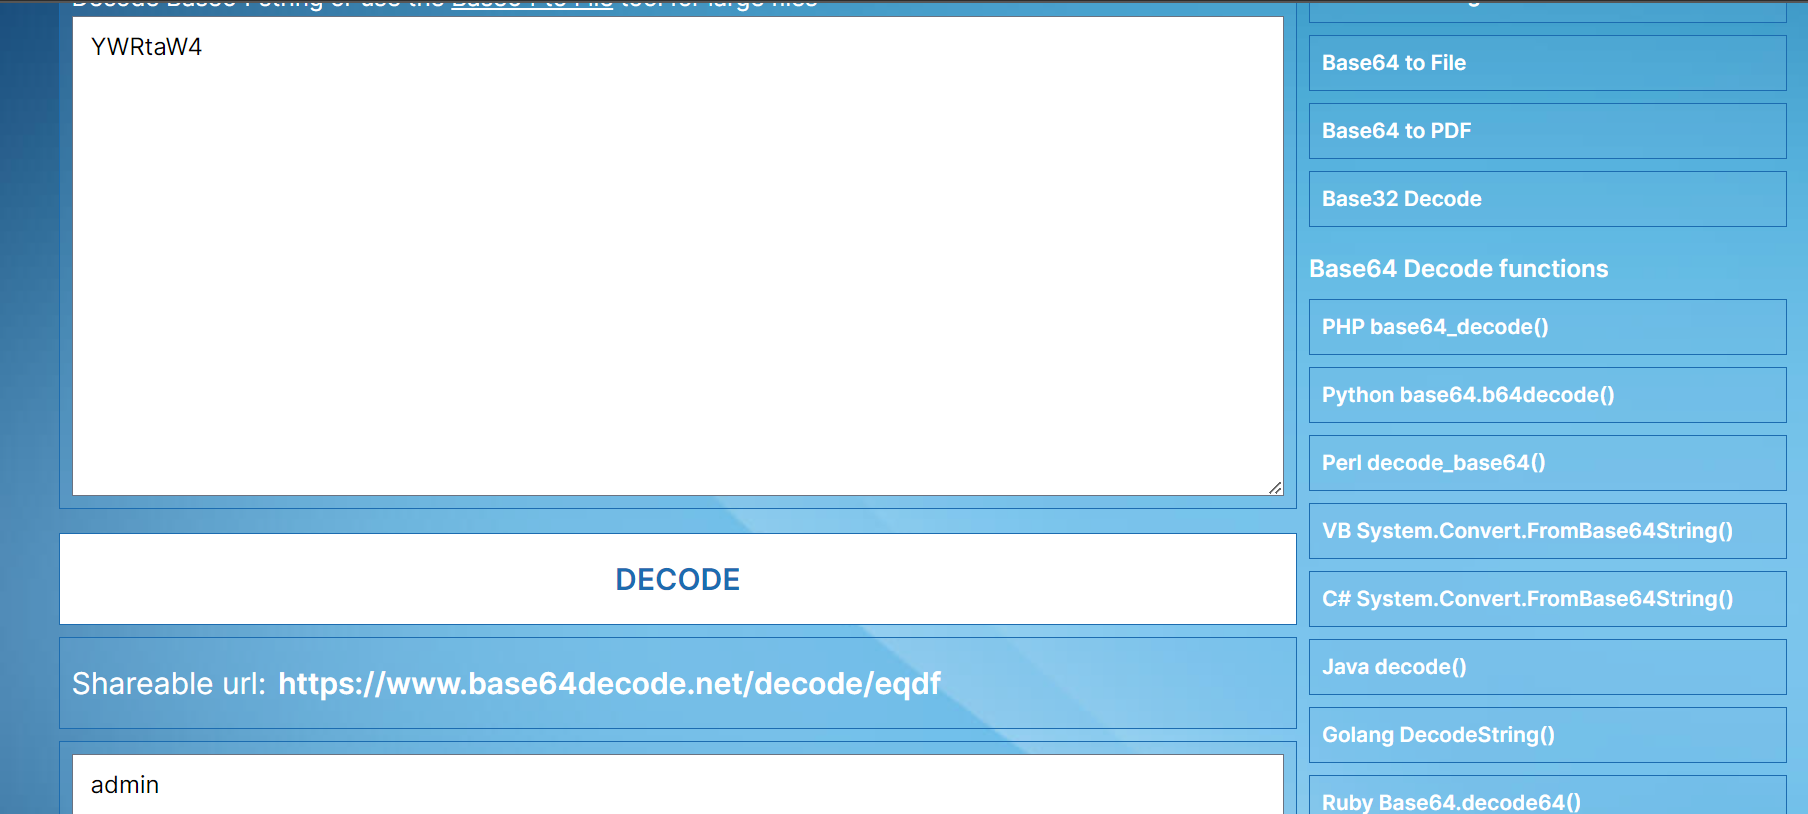 YWRtaW4
DECODE
Shareable url: https://www.base64decode.net/decode/eqdf
admin
Base64 to File
Base64 to PDF
Base32 Decode
Base64 Decode functions
PHP base64_decode()
Python base64.b64decode()
Perl decode_base64()
VB System.Convert.FromBase64String()
C# System.Convert.FromBase64String()
Java decode()
Golang DecodeString()
Ruby Base64.decode64()